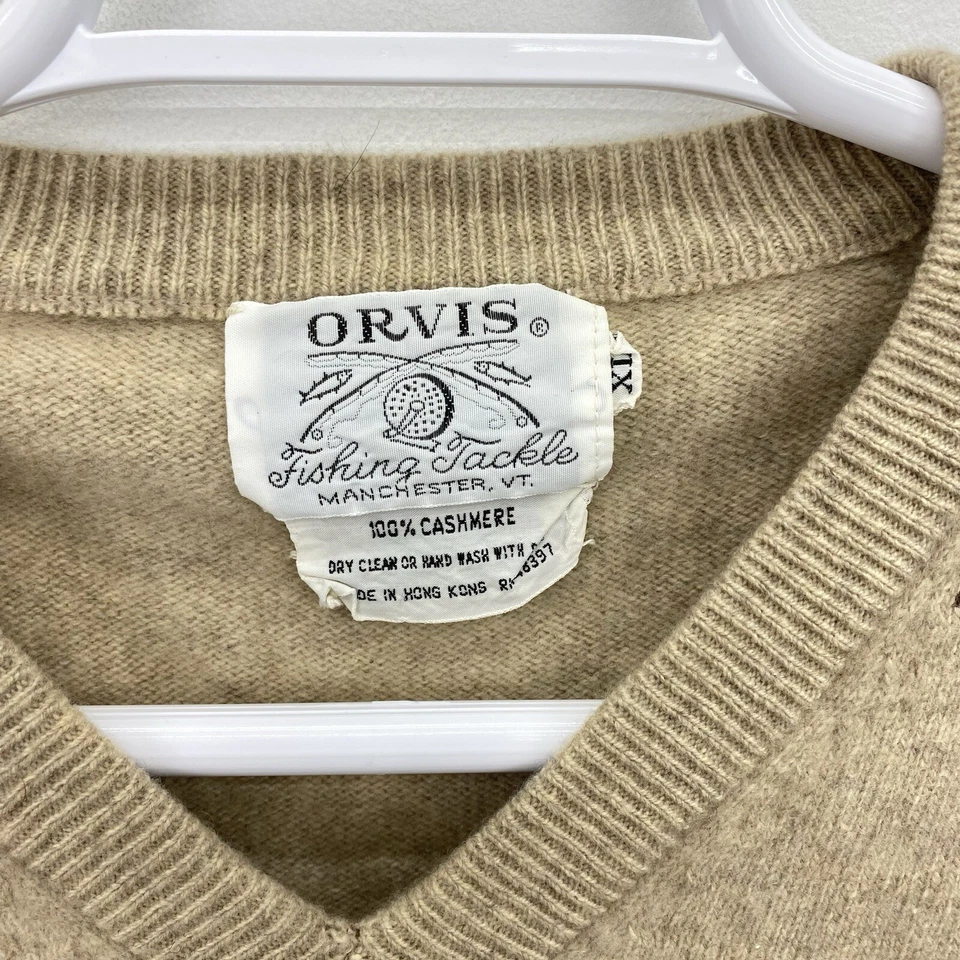 ORVIS ®
Fishing Tackle
MANCHESTER, VT.
XL
100% CASHMERE
DRY CLEAN OR HAND WASH WITH
DE IN HONG KONG